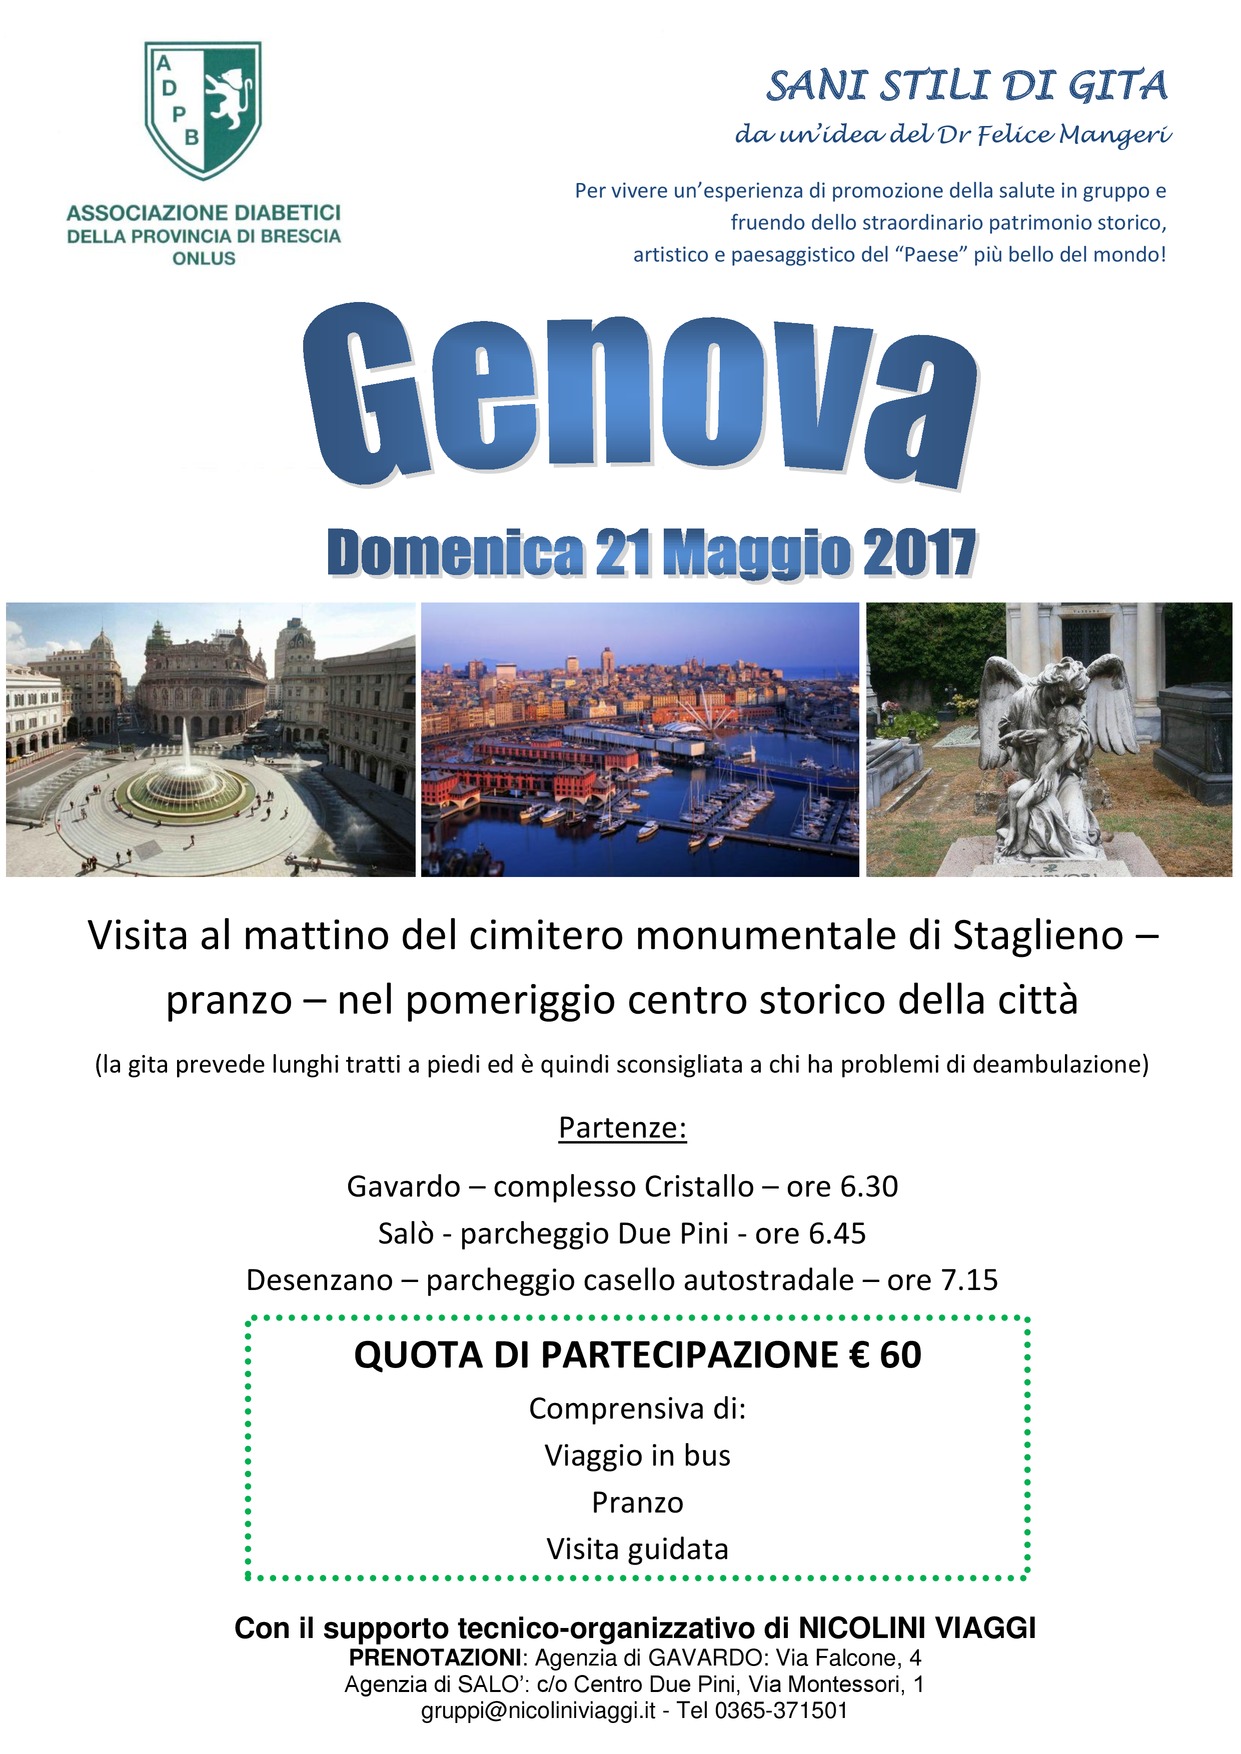 A
D
P
B
ASSOCIAZIONE DIABETICI
DELLA PROVINCIA DI BRESCIA
ONLUS
SANI STILI DI GITA
da un’idea del Dr Felice Mangeri
Per vivere un’esperienza di promozione della salute in gruppo e
fruendo dello straordinario patrimonio storico,
artistico e paesaggistico del “Paese” più bello del mondo!
Genova
Domenica 21 Maggio 2017
Visita al mattino del cimitero monumentale di Staglieno –
pranzo – nel pomeriggio centro storico della città
(la gita prevede lunghi tratti a piedi ed è quindi sconsigliata a chi ha problemi di deambulazione)
Partenze:
Gavardo – complesso Cristallo – ore 6.30
Salò - parcheggio Due Pini - ore 6.45
Desenzano – parcheggio casello autostradale – ore 7.15
QUOTA DI PARTECIPAZIONE € 60
Comprensiva di:
Viaggio in bus
Pranzo
Visita guidata
Con il supporto tecnico-organizzativo di NICOLINI VIAGGI
PRENOTAZIONI: Agenzia di GAVARDO: Via Falcone, 4
Agenzia di SALO’: c/o Centro Due Pini, Via Montessori, 1
gruppi@nicoliniviaggi.it - Tel 0365-371501